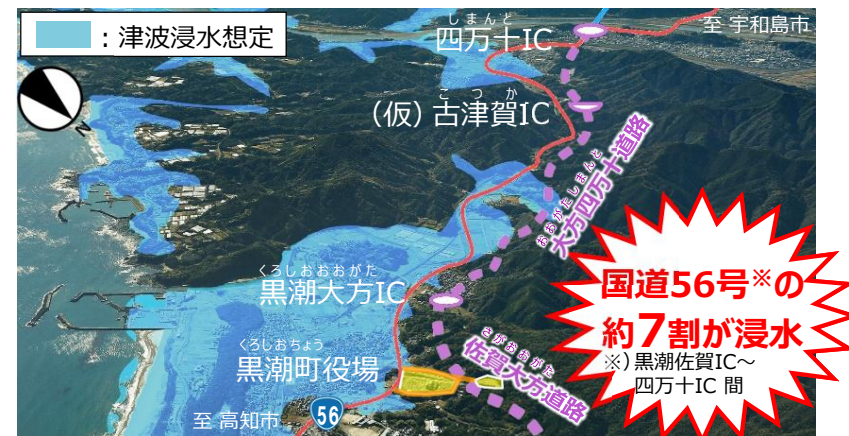 ：津波浸水想定
しまんと
四万十IC
至 宇和島市
こつか
（仮）古津賀IC
おおがたしまんと
大方四万十道路
くろしおおおがた
黒潮大方IC
国道56号※の
約7割が浸水
※）黒潮佐賀IC～
四万十IC 間
くろしおちょう
黒潮町役場
さがおおがた
佐賀大方道路
至 高知市
56
N